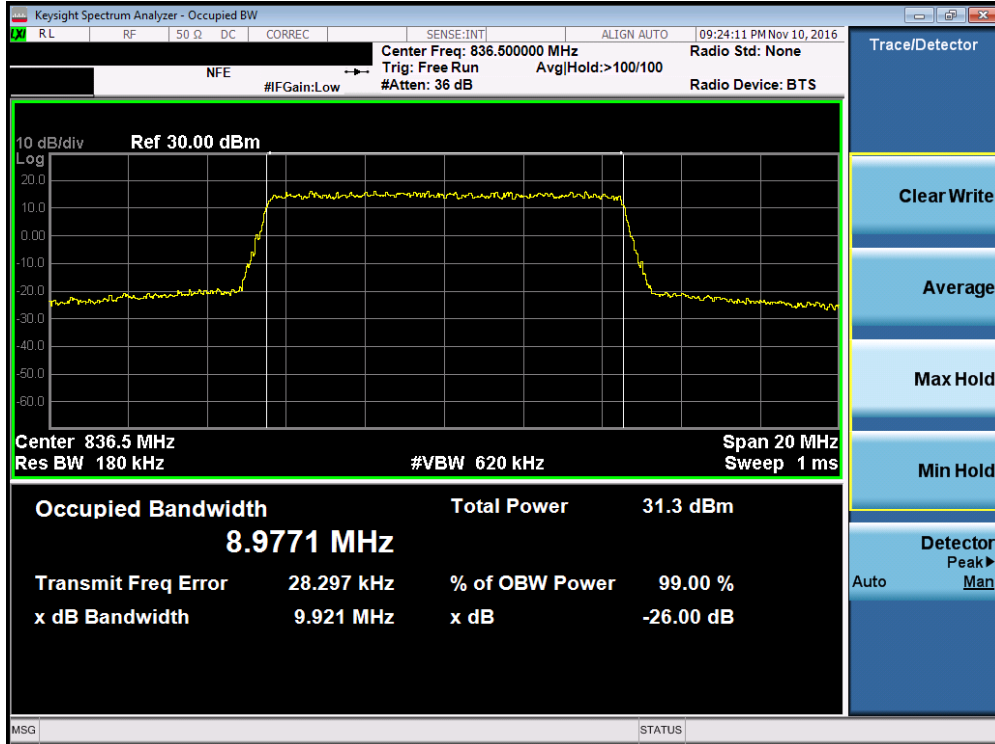 Keysight Spectrum Analyzer - Occupied BW
LXI RL RF 50 Ω DC CORREC SENSE:INT ALIGN AUTO 09:24:11 PM Nov 10, 2016
Center Freq: 836.500000 MHz Radio Std: None
NFE Trig: Free Run Avg|Hold:>100/100
#IFGain:Low #Atten: 36 dB Radio Device: BTS
10 dB/div Ref 30.00 dBm
Log
20.0
10.0
0.00
-10.0
-20.0
-30.0
-40.0
-50.0
-60.0
Center 836.5 MHz Span 20 MHz
Res BW 180 kHz #VBW 620 kHz Sweep 1 ms
Occupied Bandwidth Total Power 31.3 dBm
8.9771 MHz
Transmit Freq Error 28.297 kHz % of OBW Power 99.00 %
x dB Bandwidth 9.921 MHz x dB -26.00 dB
Trace/Detector
Clear Write
Average
Max Hold
Min Hold
Detector
Peak▶
Auto Man
MSG STATUS